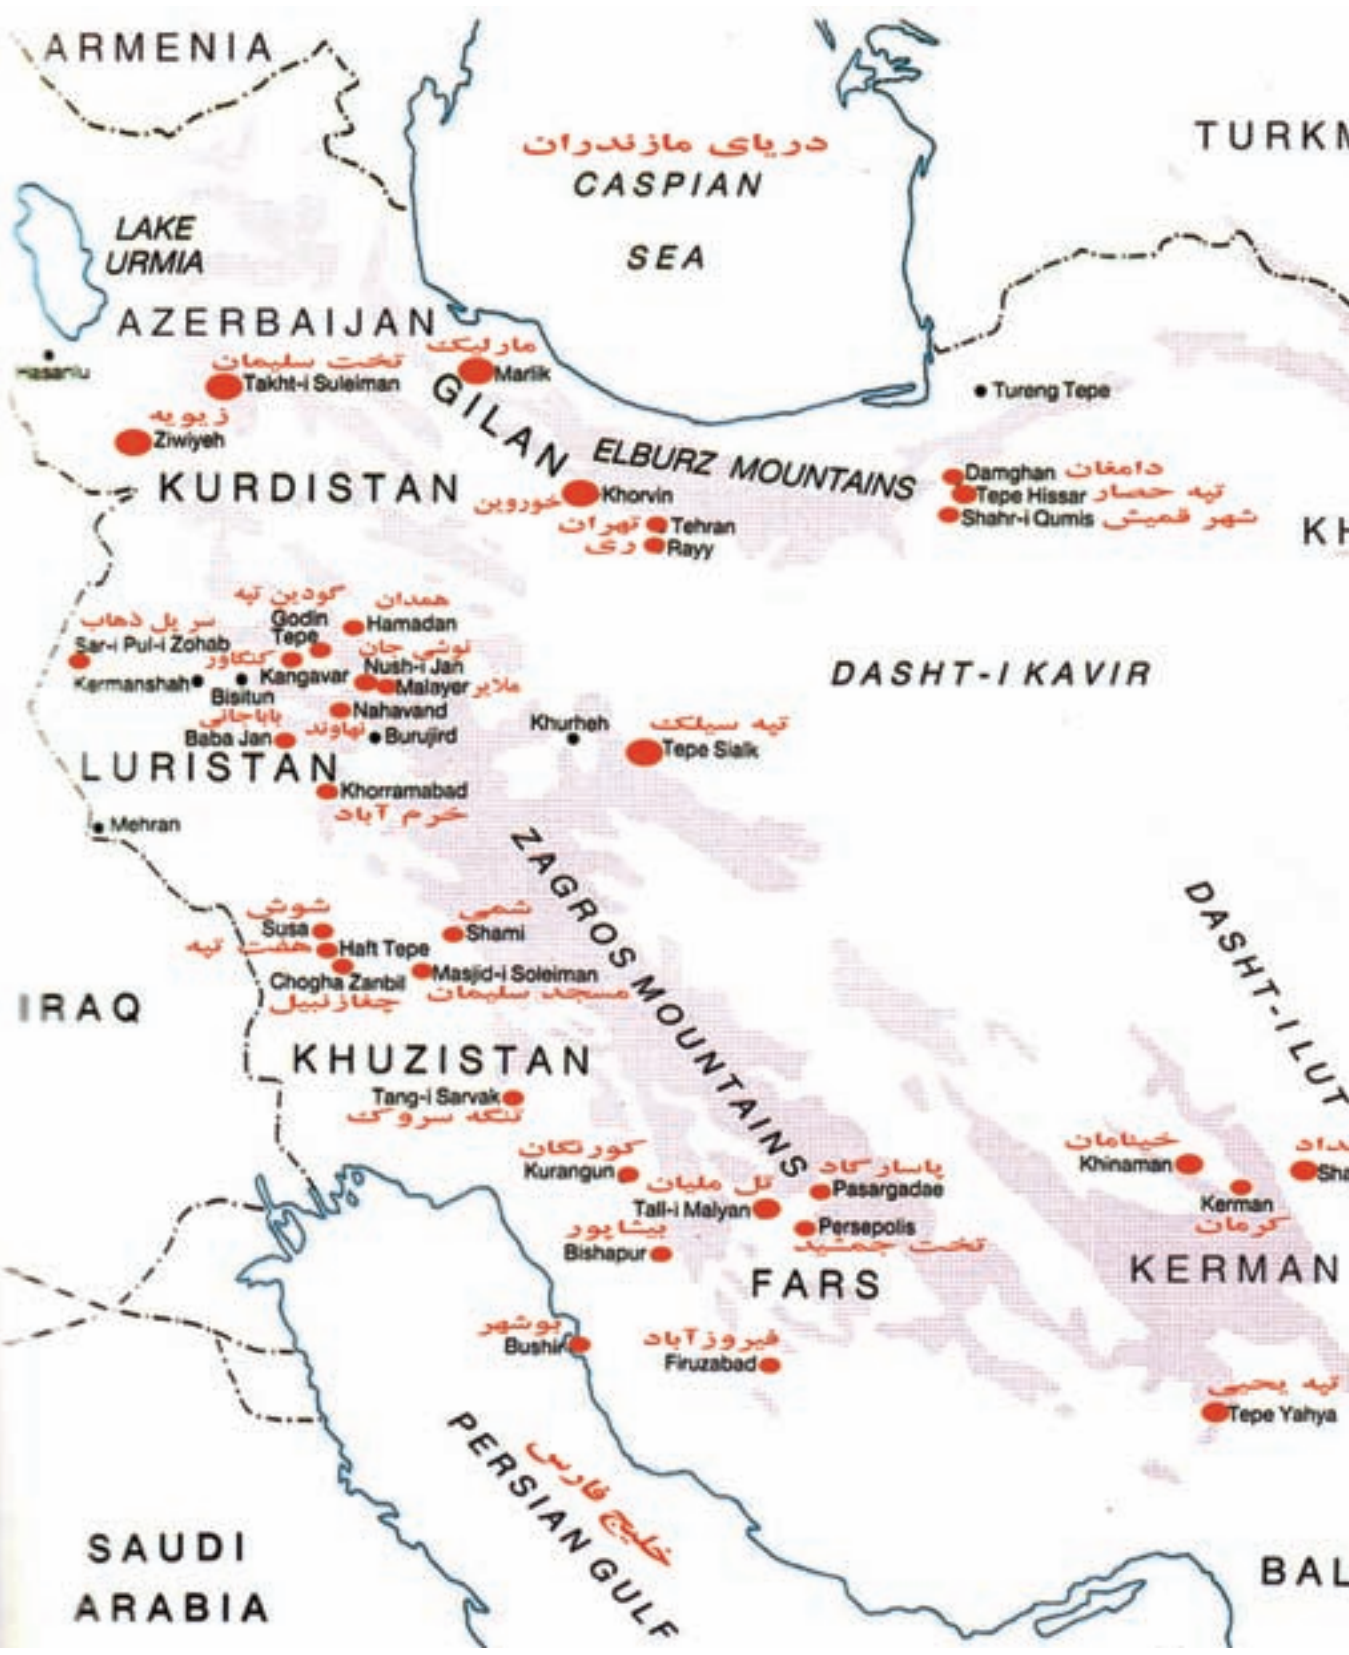 ARMENIA
دریای مازندران
CASPIAN
SEA
TURKM
LAKE
URMIA
AZERBAIJAN
Hasanlu
تخت سلیمان
Takht-i Suleiman
مارلیک
Marlik
زیویه
Ziwiyeh
GILAN
Tureng Tepe
ELBURZ MOUNTAINS
KURDISTAN
خوروین
Khorvin
تهران
Tehran
ری
Rayy
Damghan دامغان
Tepe Hissar تپه حصار
Shahr-i Qumis شهر قمیش
KH
گودین تپه
Godin
Tepe
همدان
Hamadan
سر پل ذهاب
Sar-i Pul-i Zohab
کنگاور
Kangavar
نوشی جان
Nush-i Jan
Kermanshah
Bisitun
Malayer ملایر
Nahavand
نهاوند
باباجانی
Baba Jan
Burujird
DASHT-I KAVIR
Khurheh
تپه سیلک
Tepe Sialk
LURISTAN
Khorramabad
خرم آباد
Mehran
ZAGROS MOUNTAINS
DASHT-I LUT
شوش
Susa
شمی
Shami
هفت تپه
Haft Tepe
Chogha Zanbil
چغازنبیل
Masjid-i Soleiman
مسجد سلیمان
IRAQ
KHUZISTAN
Tang-i Sarvak
تنگه سروک
کورنگان
Kurangun
تل ملیان
Tall-i Malyan
پاسارگاد
Pasargadae
Persepolis
تخت جمشید
بیشاپور
Bishapur
FARS
خینامان
Khinaman
Kerman
کرمان
داد
Sha
KERMAN
بوشهر
Bushir
فیروزآباد
Firuzabad
تپه یحیی
Tepe Yahya
خلیج فارس
PERSIAN GULF
SAUDI
ARABIA
BAL